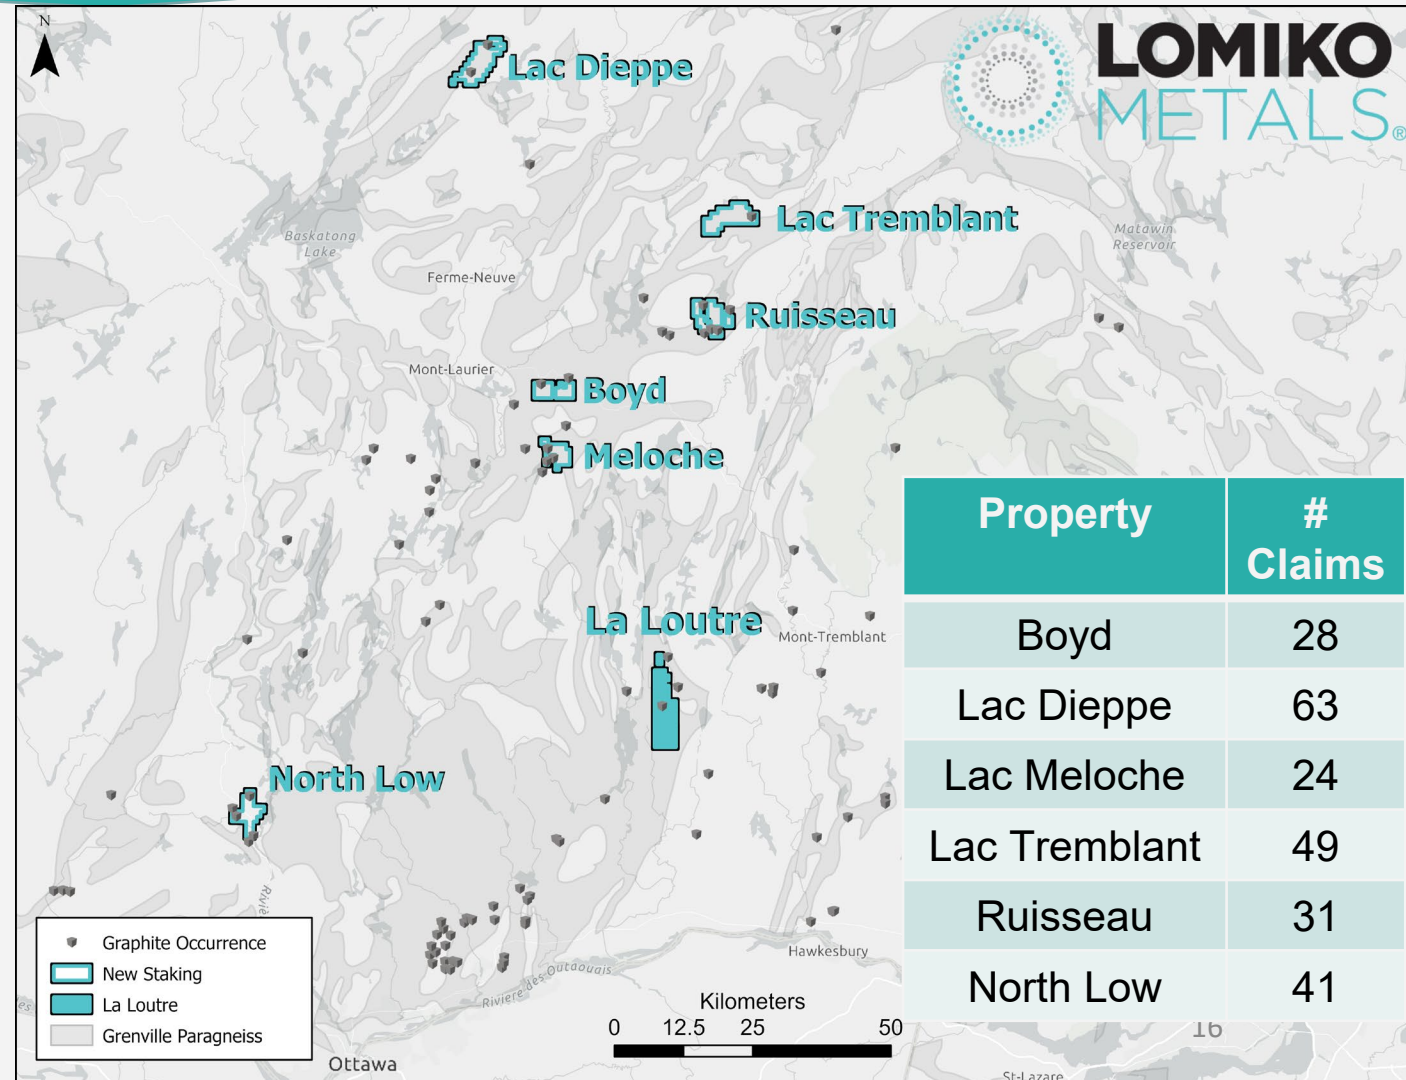 N
LOMIKO
METALS®
Lac Dieppe
Lac Tremblant
Baskatong
Lake
Matawin
Reservoir
Ferme-Neuve
Ruisseau
Mont-Laurier
Boyd
Meloche
La Loutre
Mont-Tremblant
North Low
Property
#
Claims
Boyd 28
Lac Dieppe 63
Lac Meloche 24
Lac Tremblant 49
Ruisseau 31
North Low 41
Graphite Occurrence
New Staking
La Loutre
Grenville Paragneiss
Riviere des Outaouais
Hawkesbury
Kilometers
0 12.5 25 50
16
Ottawa
St-Lazare